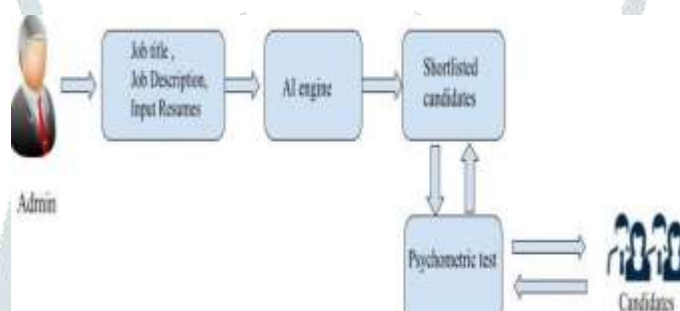 Job title ,
Job Description,
Input Resumes
AI engine
Shortlisted
candidates
Admin
Psychometric test
Candidates